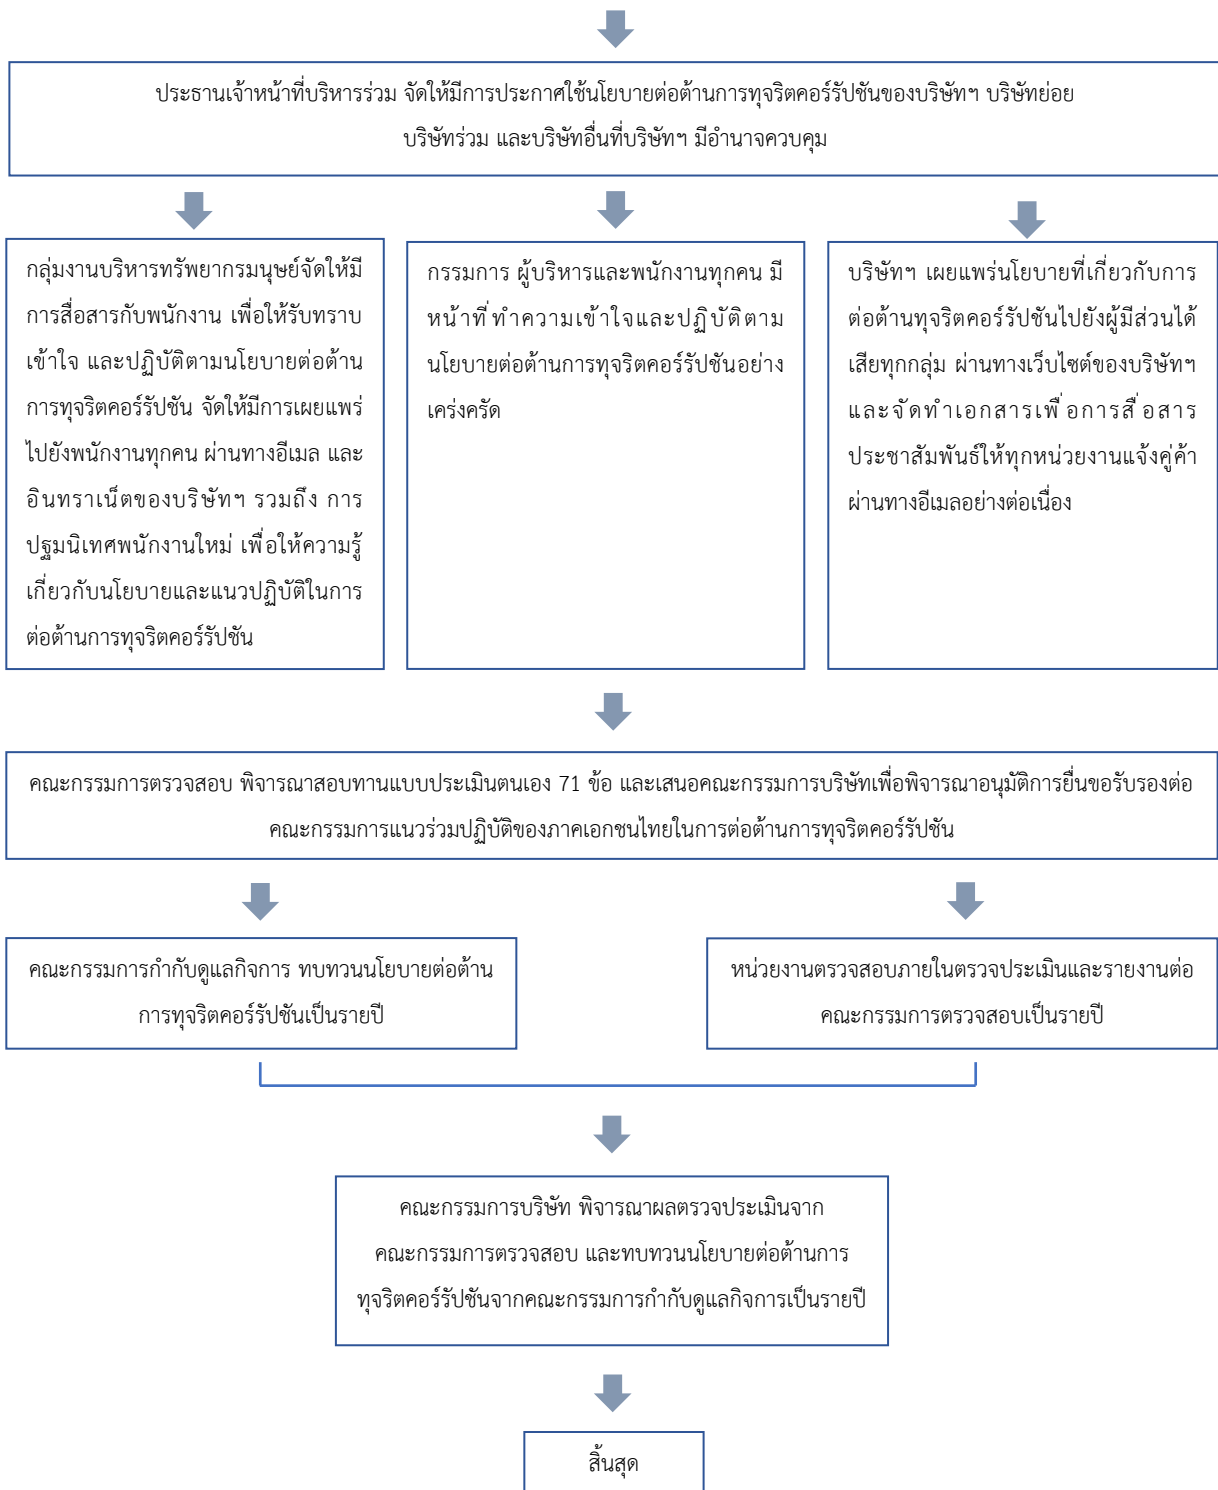 ประธานเจ้าหน้าที่บริหารร่วม จัดให้มีการประกาศใช้นโยบายต่อต้านการทุจริตคอร์รัปชันของบริษัทฯ บริษัทย่อย
บริษัทร่วม และบริษัทอื่นที่บริษัทฯ มีอำนาจควบคุม
กลุ่มงานบริหารทรัพยากรมนุษย์จัดให้มี
การสื่อสารกับพนักงาน เพื่อให้รับทราบ
เข้าใจ และปฏิบัติตามนโยบายต่อต้าน
การทุจริตคอร์รัปชัน จัดให้มีการเผยแพร่
ไปยังพนักงานทุกคน ผ่านทางอีเมล และ
อินทราเน็ตของบริษัทฯ รวมถึง การ
ปฐมนิเทศพนักงานใหม่ เพื่อให้ความรู้
เกี่ยวกับนโยบายและแนวปฏิบัติในการ
ต่อต้านการทุจริตคอร์รัปชัน
กรรมการ ผู้บริหารและพนักงานทุกคน มี
หน้าที่ทำความเข้าใจและปฏิบัติตาม
นโยบายต่อต้านการทุจริตคอร์รัปชันอย่าง
เคร่งครัด
บริษัทฯ เผยแพร่นโยบายที่เกี่ยวกับการ
ต่อต้านทุจริตคอร์รัปชันไปยังผู้มีส่วนได้
เสียทุกกลุ่ม ผ่านทางเว็บไซต์ของบริษัทฯ
และจัดทำเอกสารเพื่อการสื่อสาร
ประชาสัมพันธ์ให้ทุกหน่วยงานแจ้งคู่ค้า
ผ่านทางอีเมลอย่างต่อเนื่อง
คณะกรรมการตรวจสอบ พิจารณาสอบทานแบบประเมินตนเอง 71 ข้อ และเสนอคณะกรรมการบริษัทเพื่อพิจารณาอนุมัติการยื่นขอรับรองต่อ
คณะกรรมการแนวร่วมปฏิบัติของภาคเอกชนไทยในการต่อต้านการทุจริตคอร์รัปชัน
คณะกรรมการกำกับดูแลกิจการ ทบทวนนโยบายต่อต้าน
การทุจริตคอร์รัปชันเป็นรายปี
หน่วยงานตรวจสอบภายในตรวจประเมินและรายงานต่อ
คณะกรรมการตรวจสอบเป็นรายปี
คณะกรรมการบริษัท พิจารณาผลตรวจประเมินจาก
คณะกรรมการตรวจสอบ และทบทวนนโยบายต่อต้านการ
ทุจริตคอร์รัปชันจากคณะกรรมการกำกับดูแลกิจการเป็นรายปี
สิ้นสุด